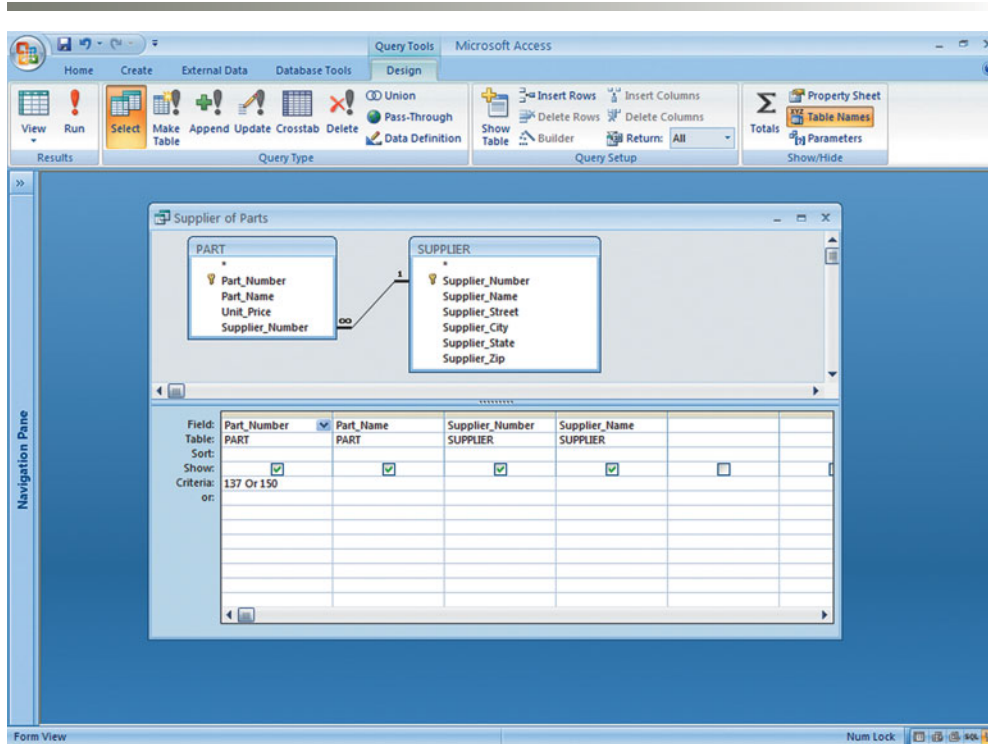 Query Tools Microsoft Access
Home Create External Data Database Tools Design
View
Run
Select
Make Table
Append
Update
Crosstab
Delete
Union
Pass-Through
Data Definition
Show Table
Insert Rows
Delete Rows
Builder
Insert Columns
Delete Columns
Return: All
Totals
Property Sheet
Table Names
Parameters
Results Query Type Query Setup Show/Hide
»
Navigation Pane
Supplier of Parts
PART
*
Part_Number
Part_Name
Unit_Price
Supplier_Number
∞
1
SUPPLIER
*
Supplier_Number
Supplier_Name
Supplier_Street
Supplier_City
Supplier_State
Supplier_Zip
Field: Part_Number Part_Name Supplier_Number Supplier_Name
Table: PART PART SUPPLIER SUPPLIER
Sort:
Show:
Criteria: 137 Or 150
or:
Form View Num Lock SQL